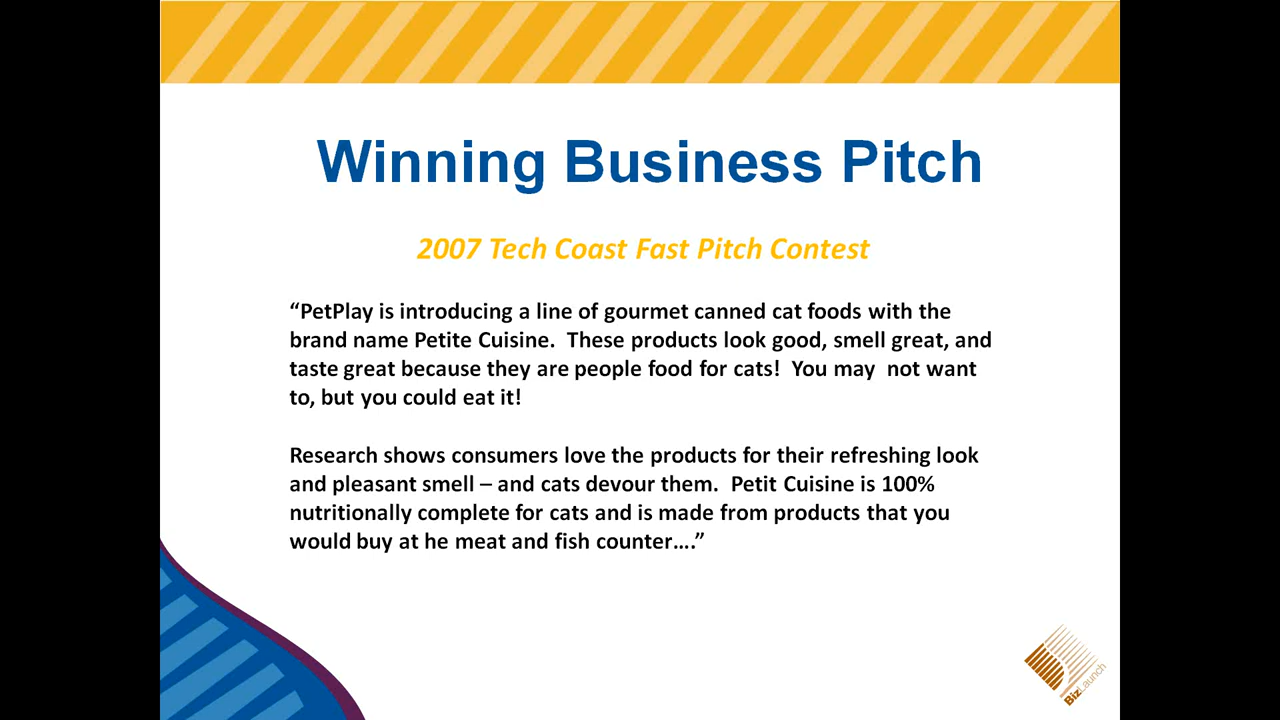 Winning Business Pitch
2007 Tech Coast Fast Pitch Contest
“PetPlay is introducing a line of gourmet canned cat foods with the
brand name Petite Cuisine.  These products look good, smell great, and
taste great because they are people food for cats!  You may  not want
to, but you could eat it!
Research shows consumers love the products for their refreshing look
and pleasant smell – and cats devour them.  Petit Cuisine is 100%
nutritionally complete for cats and is made from products that you
would buy at he meat and fish counter….”
BizLaunch